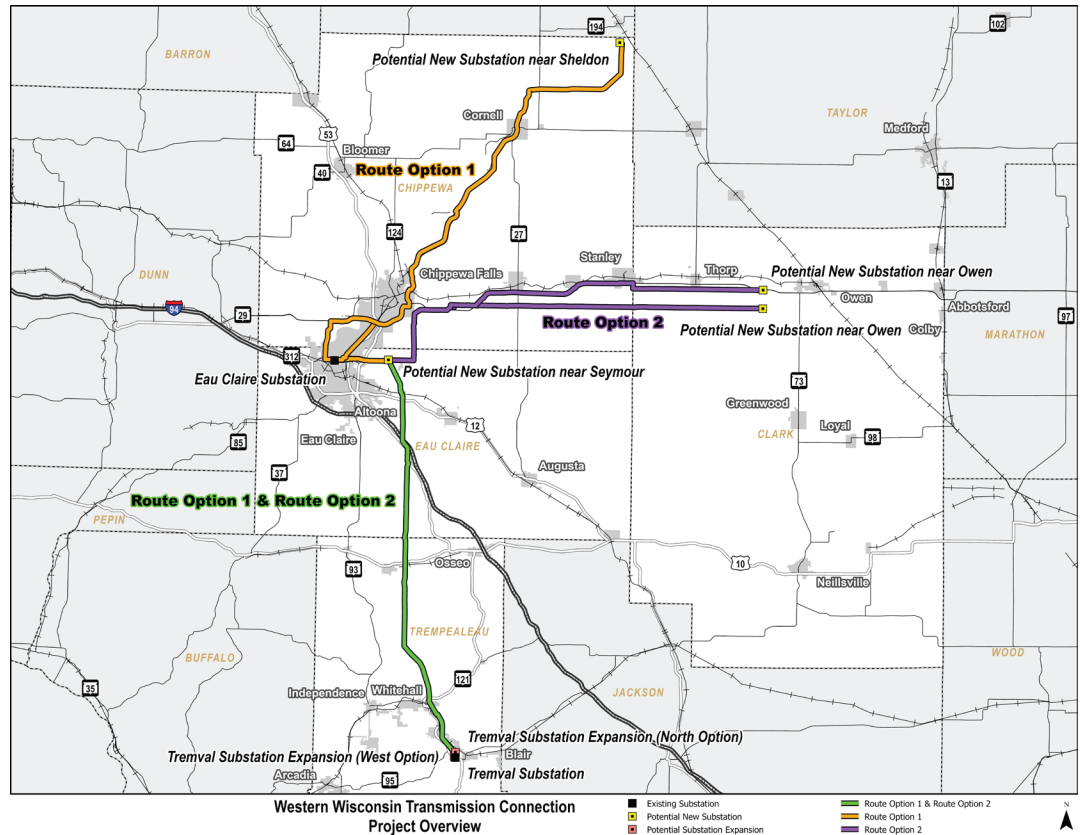 194
102
BARRON
Potential New Substation near Sheldon
TAYLOR
Cornell
Medford
53
64
Bloomer
40
Route Option 1
CHIPPEWA
13
124
27
Stanley
DUNN
Chippewa Falls
Thorp
Potential New Substation near Owen
94
29
Owen
Abbotsford
Route Option 2
Potential New Substation near Owen
Colby
MARATHON
97
312
Eau Claire Substation
Potential New Substation near Seymour
73
Altoona
Greenwood
Eau Claire
12
Loyal
EAU CLAIRE
CLARK
98
85
37
Augusta
Route Option 1 & Route Option 2
PEPIN
Osseo
10
93
Neillsville
TREMPEALEAU
BUFFALO
WOOD
35
121
Independence
Whitehall
JACKSON
Tremval Substation Expansion (North Option)
Tremval Substation Expansion (West Option)
Blair
Arcadia
95
Tremval Substation
Western Wisconsin Transmission Connection
Project Overview
Existing Substation
Potential New Substation
Potential Substation Expansion
Route Option 1 & Route Option 2
Route Option 1
Route Option 2
N